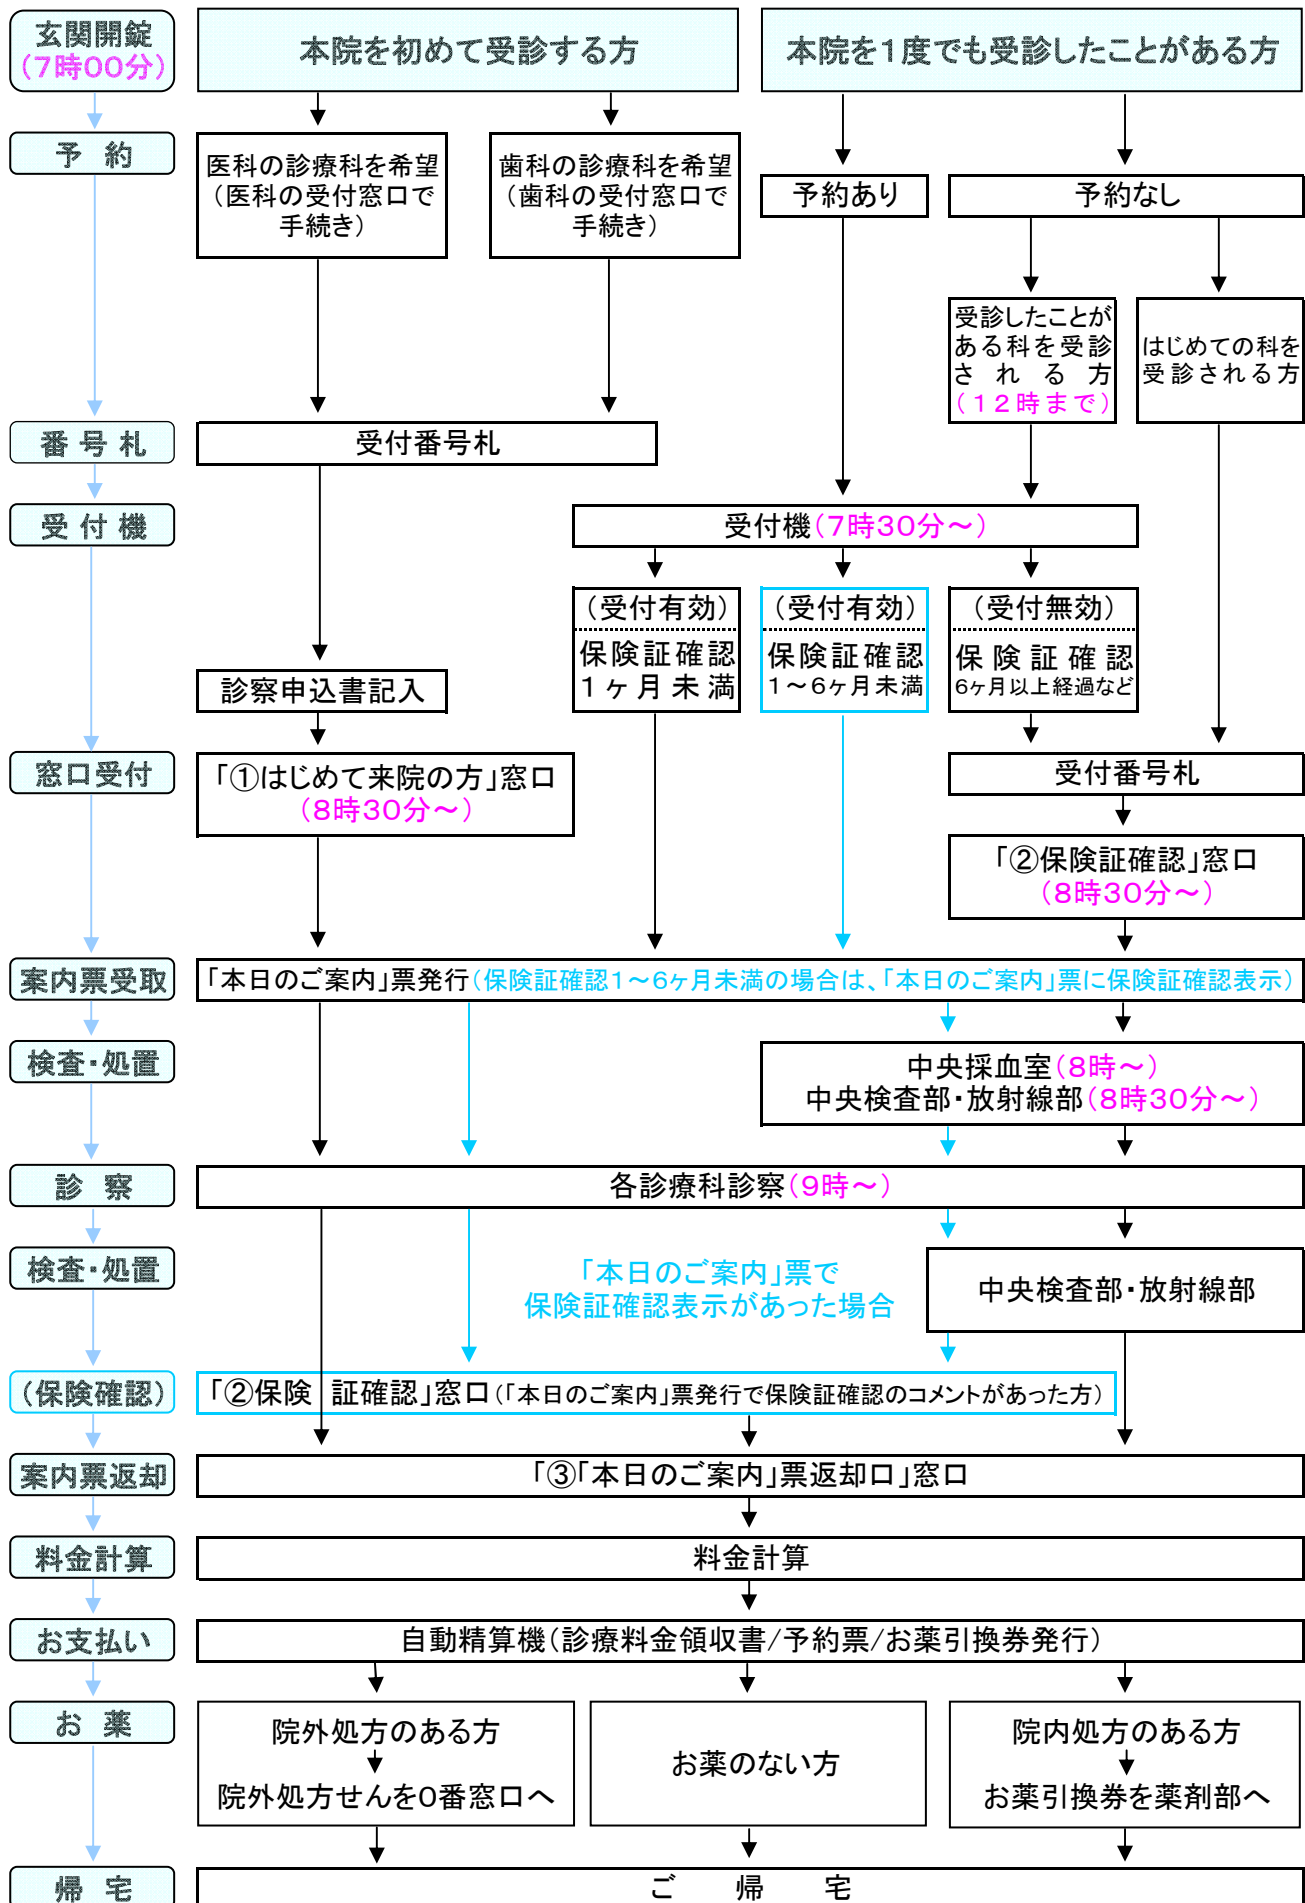 玄関開錠
(7時00分)
本院を初めて受診する方
本院を1度でも受診したことがある方
予 約
医科の診療科を希望
(医科の受付窓口で
手続き)
歯科の診療科を希望
(歯科の受付窓口で
手続き)
予約あり
予約なし
受診したことが
ある科を受診
される方
(12時まで)
はじめての科を
受診される方
番 号 札
受付番号札
受 付 機
受付機(7時30分~)
(受付有効)
保険証確認
1ヶ月未満
(受付有効)
保険証確認
1~6ヶ月未満
(受付無効)
保険証確認
6ヶ月以上経過など
診察申込書記入
窓口受付
「①はじめて来院の方」窓口
(8時30分~)
受付番号札
「②保険証確認」窓口
(8時30分~)
案内票受取
「本日のご案内」票発行(保険証確認1~6ヶ月未満の場合は、「本日のご案内」票に保険証確認表示)
検査・処置
中央採血室(8時~)
中央検査部・放射線部(8時30分~)
診 察
各診療科診察(9時~)
検査・処置
「本日のご案内」票で
保険証確認表示があった場合
中央検査部・放射線部
(保険確認)
「②保険 証確認」窓口(「本日のご案内」票発行で保険証確認のコメントがあった方)
案内票返却
「③「本日のご案内」票返却口」窓口
料金計算
料金計算
お支払い
自動精算機(診療料金領収書/予約票/お薬引換券発行)
お 薬
院外処方のある方
院外処方せんを0番窓口へ
お薬のない方
院内処方のある方
お薬引換券を薬剤部へ
帰 宅
ご 帰 宅